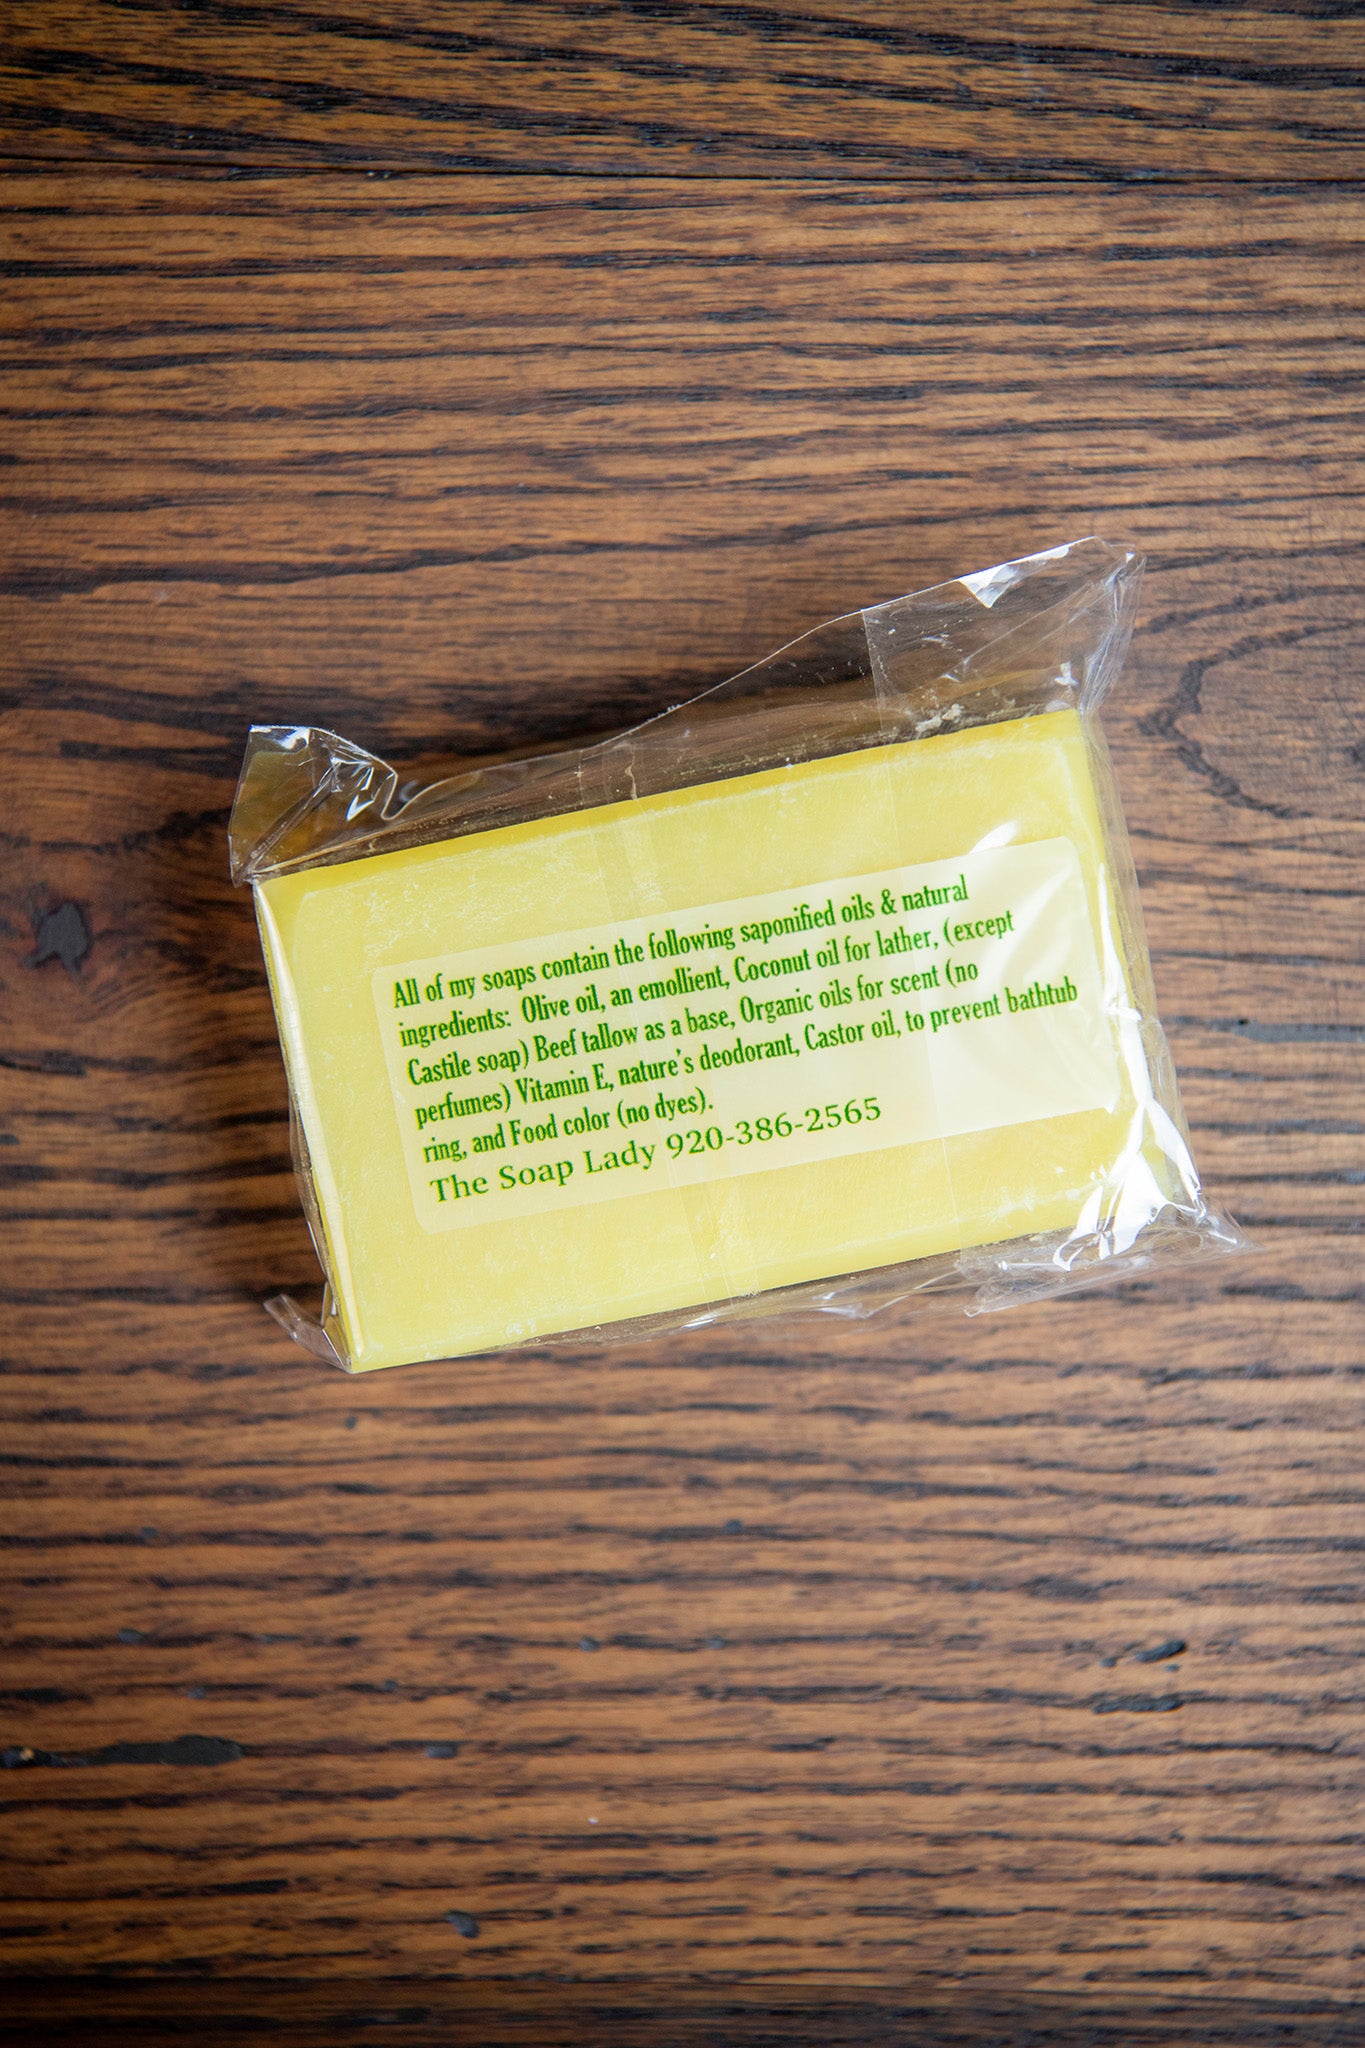 All of my soaps contain the following saponified oils & natural
ingredients: Olive oil, an emollient, Coconut oil for lather, (except
Castile soap) Beef tallow as a base, Organic oils for scent (no
perfumes) Vitamin E, nature's deodorant, Castor oil, to prevent bathtub
ring, and Food color (no dyes).
The Soap Lady 920-386-2565